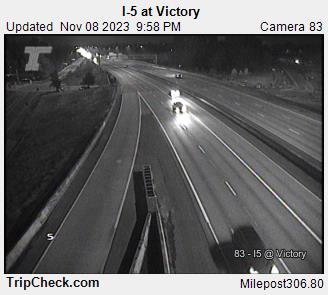 I-5 at Victory
Updated Nov 08 2023 9:58 PM Camera 83
T
S
83 - I5 @ Victory
TripCheck.com Milepost306.80